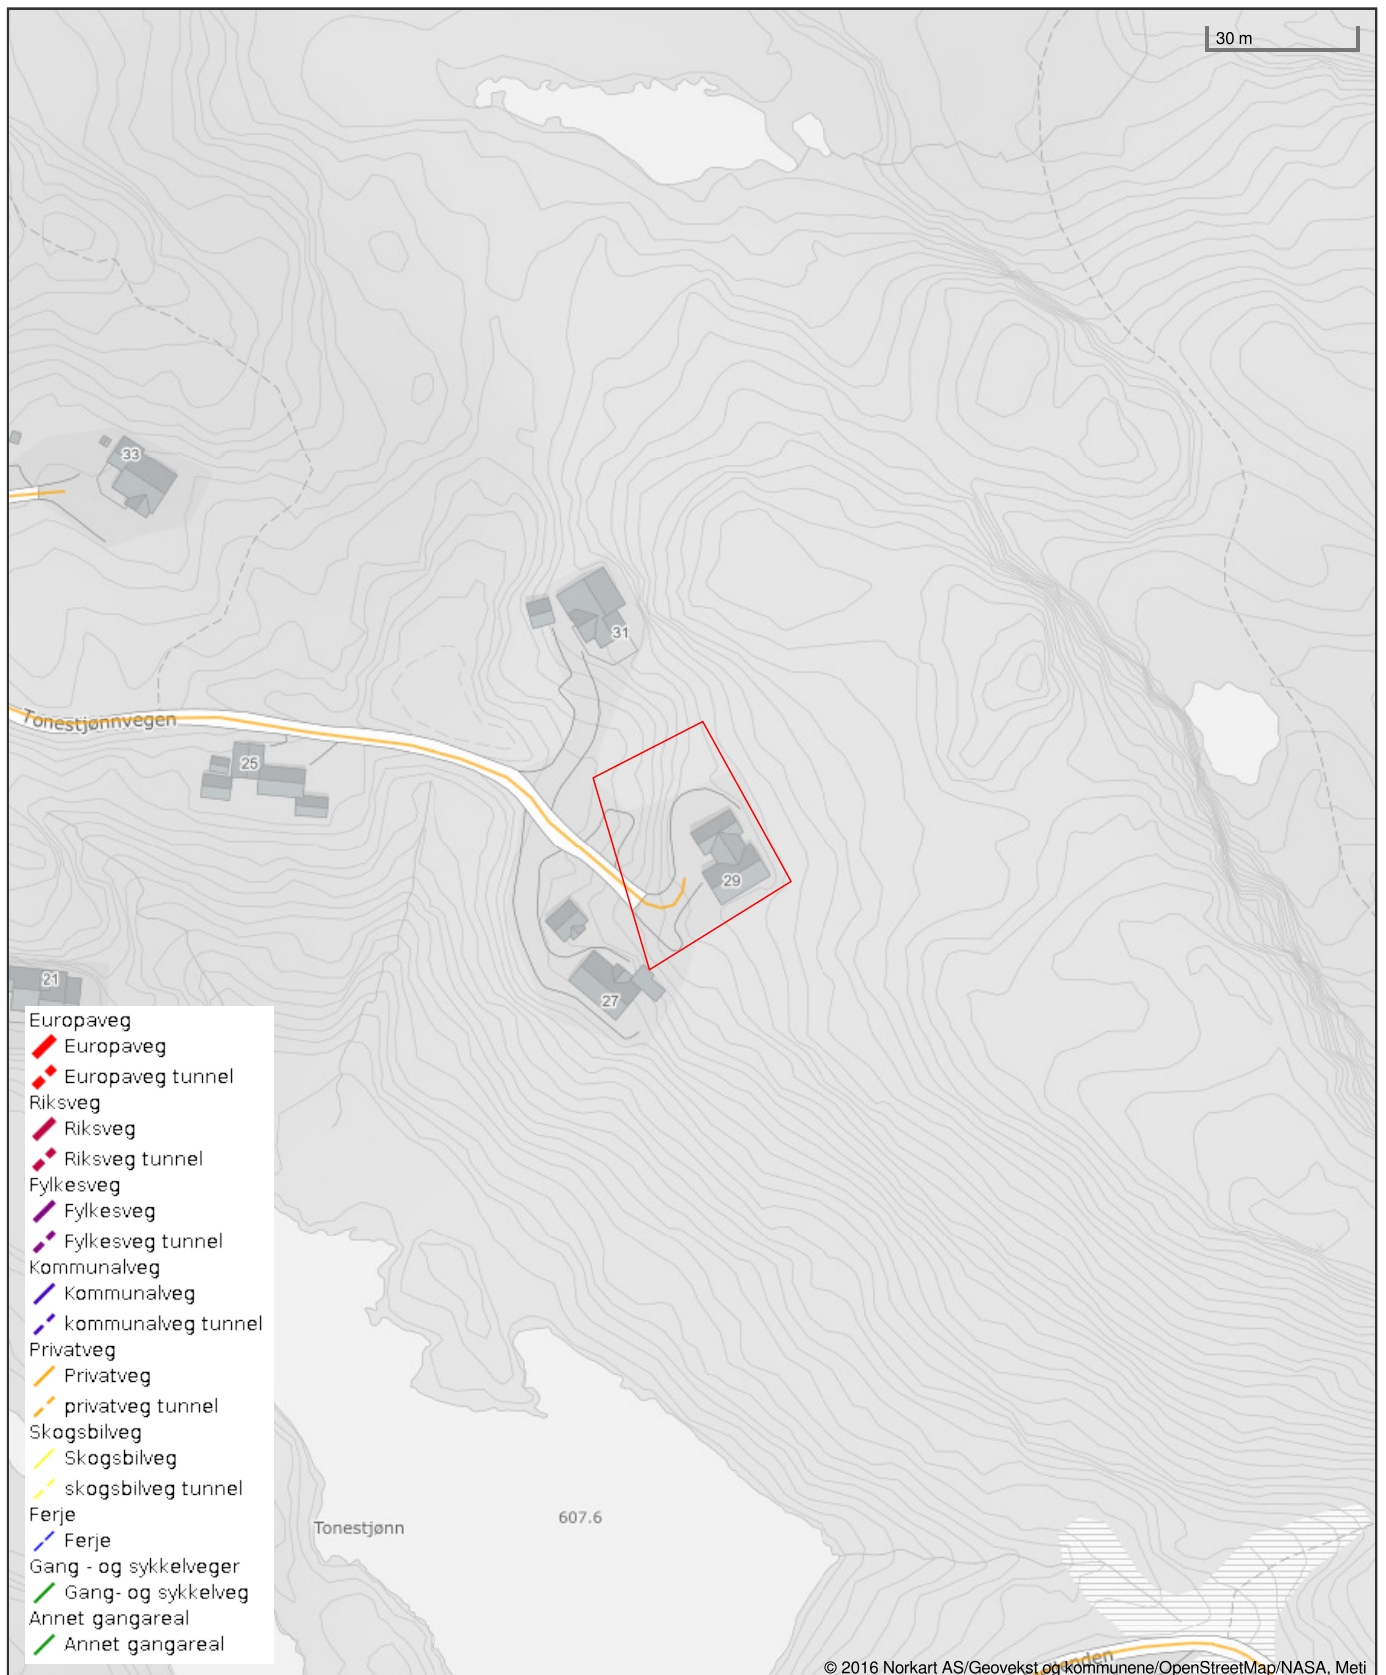 30 m
33
31
Tonestjønnvegen
25
29
21
27
Europaveg
Europaveg
Europaveg tunnel
Riksveg
Riksveg
Riksveg tunnel
Fylkesveg
Fylkesveg
Fylkesveg tunnel
Kommunalveg
Kommunalveg
kommunalveg tunnel
Privatveg
Privatveg
privatveg tunnel
Skogsbilveg
Skogsbilveg
skogsbilveg tunnel
Ferje
Ferje
Gang - og sykkelveger
Gang- og sykkelveg
Annet gangareal
Annet gangareal
Tonestjønn
607.6
© 2016 Norkart AS/Geovekst og kommunene/OpenStreetMap/NASA, Meti